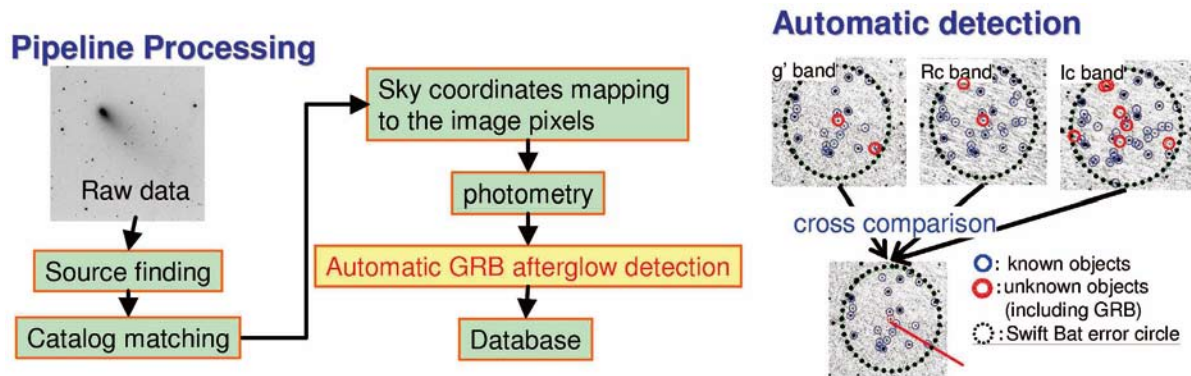 Pipeline Processing
Raw data
Source finding
Catalog matching
Sky coordinates mapping
to the image pixels
photometry
Automatic GRB afterglow detection
Database
Automatic detection
g' band
Rc band
Ic band
cross comparison
: known objects
: unknown objects
(including GRB)
: Swift Bat error circle